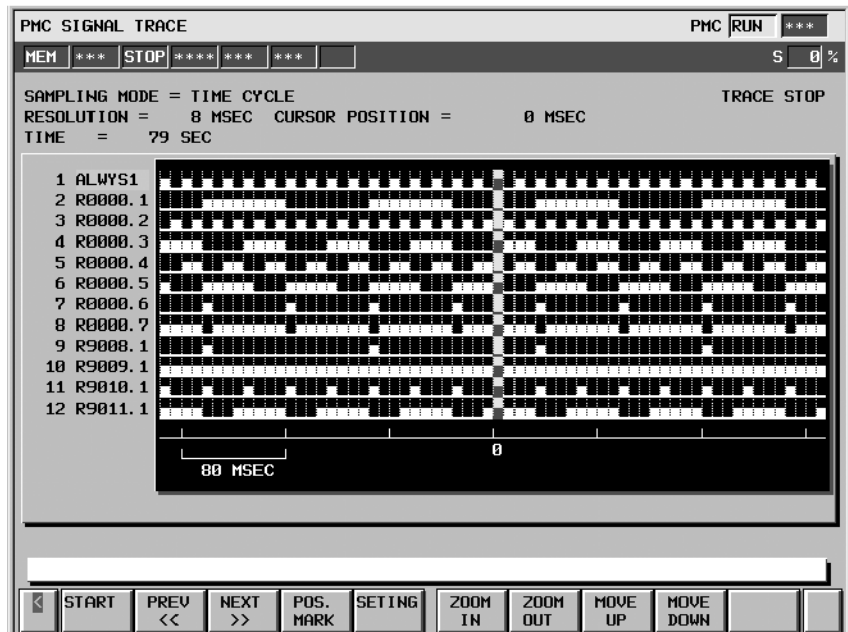 PMC SIGNAL TRACE PMC RUN ***
MEM *** STOP **** *** *** S 0 %
SAMPLING MODE = TIME CYCLE TRACE STOP
RESOLUTION = 8 MSEC CURSOR POSITION = 0 MSEC
TIME = 79 SEC
1 ALWYS1
2 R0000.1
3 R0000.2
4 R0000.3
5 R0000.4
6 R0000.5
7 R0000.6
8 R0000.7
9 R9008.1
10 R9009.1
11 R9010.1
12 R9011.1
0
80 MSEC
< START PREV << NEXT >> POS. MARK SETING ZOOM IN ZOOM OUT MOVE UP MOVE DOWN